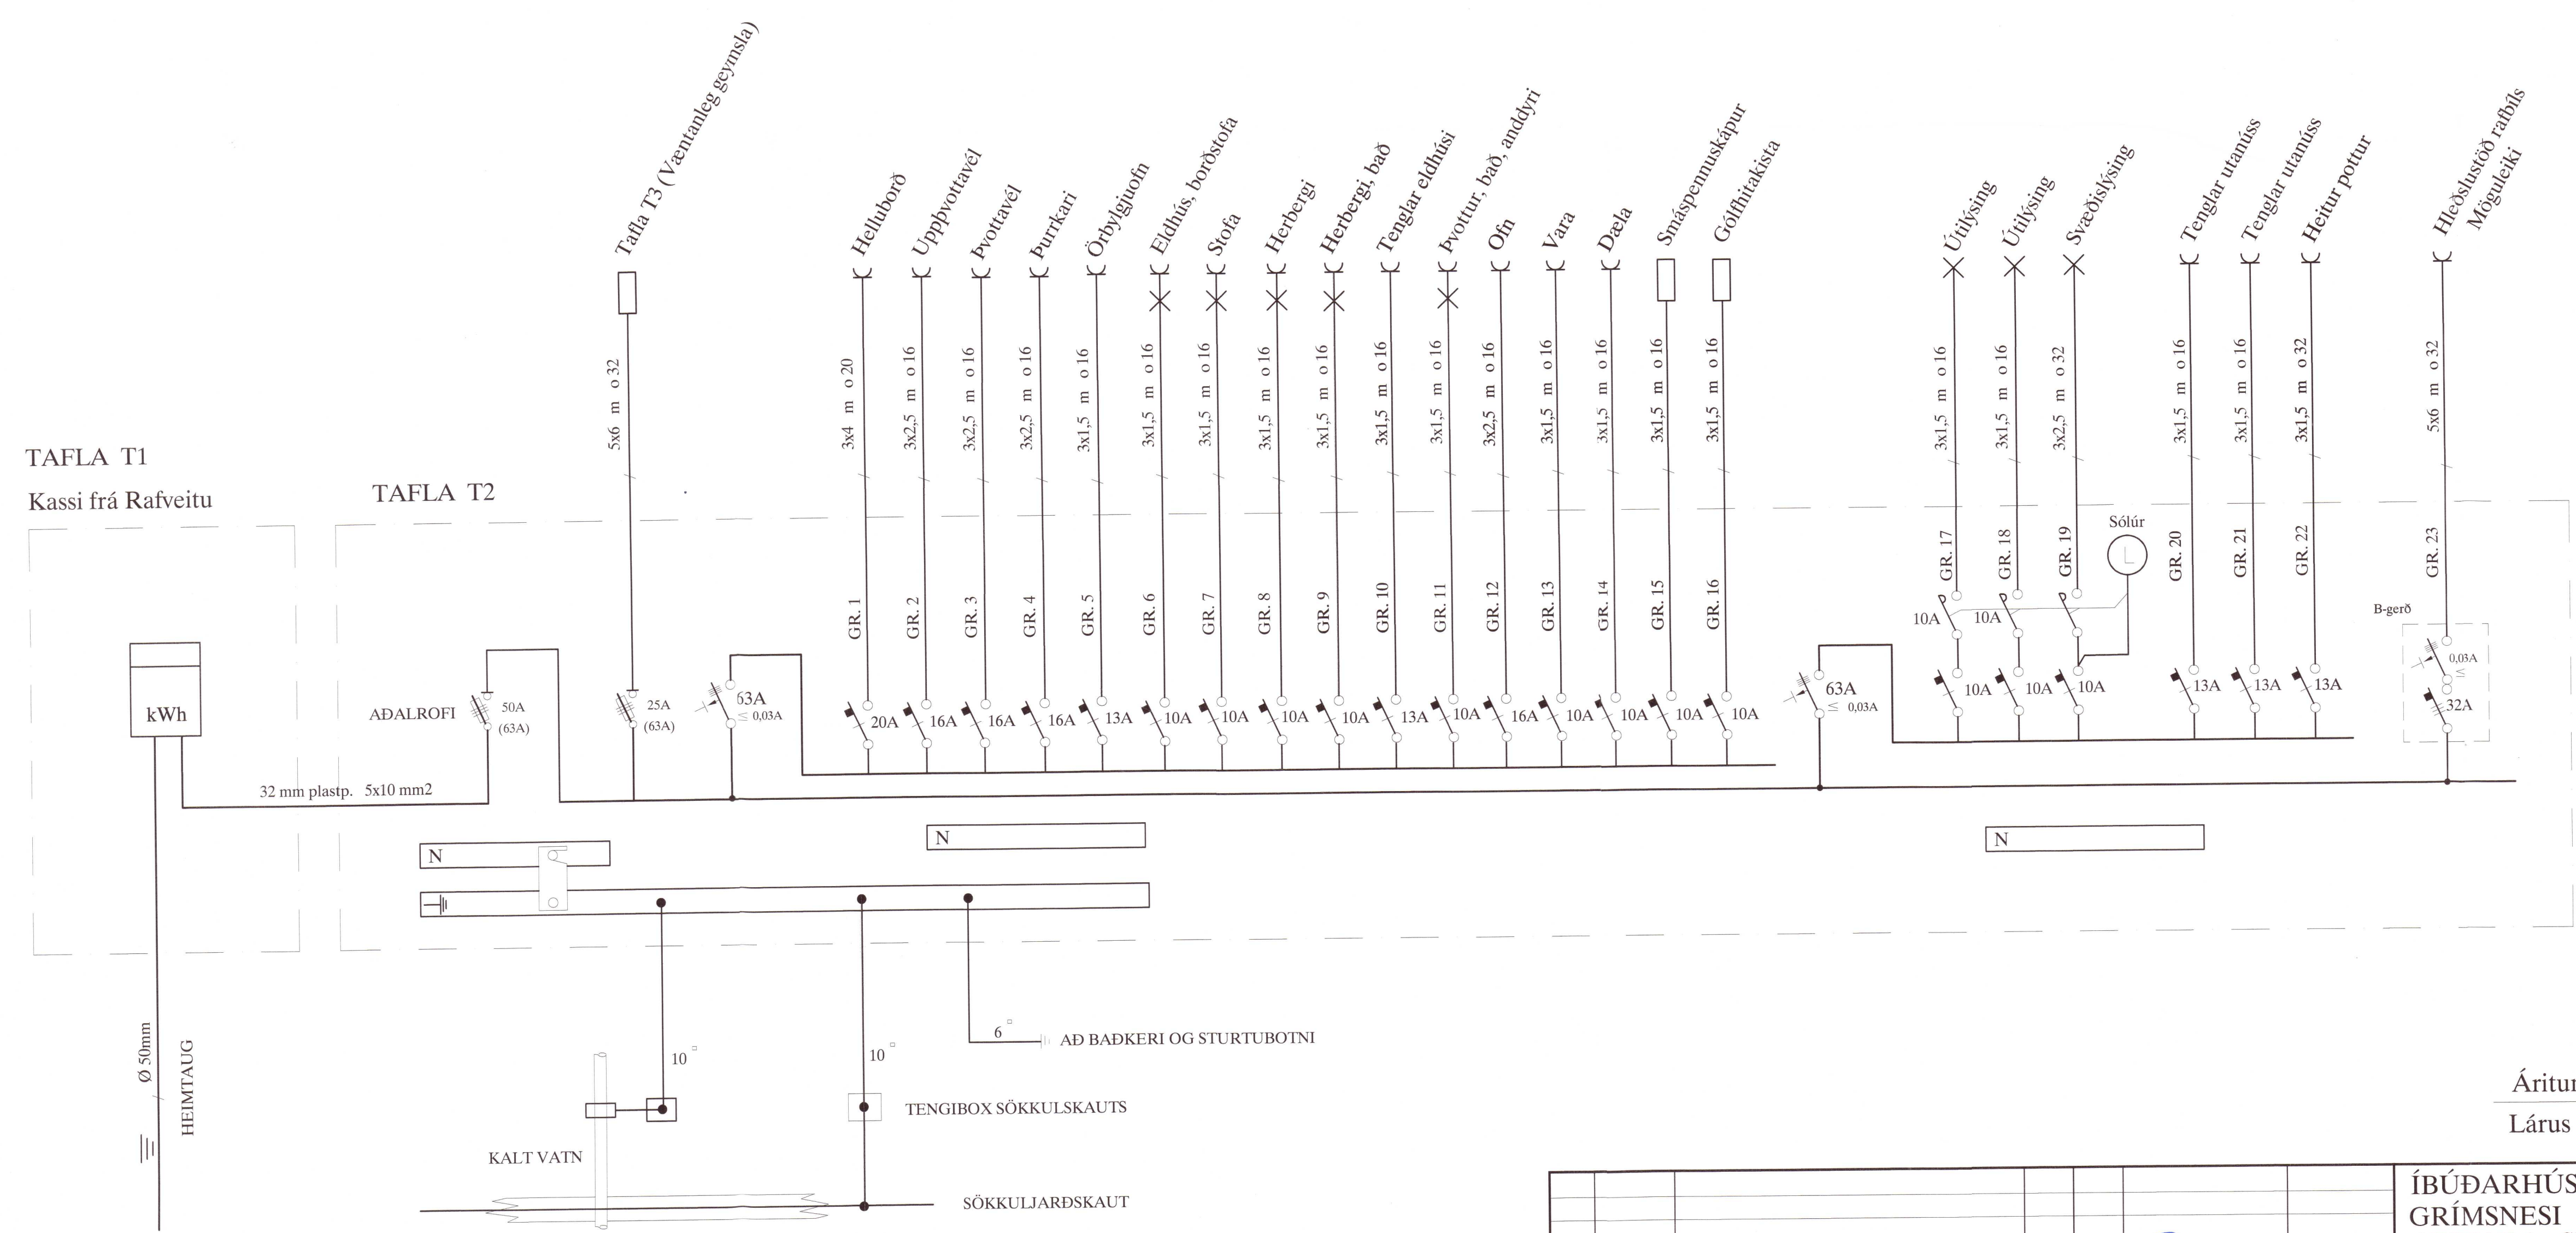 Tafla T3 (Væntanleg geynsla)
Helluborð
Uppþvottavél
Þvottavél
Þurrkari
Örbylgjuofn
Eldhús, borðstofa
Stofa
Herbergi
Herbergi, bað
Tenglar eldhúsi
Þvottur, bað, anddyri
Ofn
Vara
Dæla
Smáspennuskápur
Gólfhitakista
Útilýsing
Útilýsing
Svæðislýsing
Tenglar utanúss
Tenglar utanúss
Heitur pottur
Hleðslustöð rafbíls
Möguleiki
5x6 m o 32
3x4 m o 20
3x2,5 m o 16
3x2,5 m o 16
3x2,5 m o 16
3x1,5 m o 16
3x1,5 m o 16
3x1,5 m o 16
3x1,5 m o 16
3x1,5 m o 16
3x1,5 m o 16
3x1,5 m o 16
3x2,5 m o 16
3x1,5 m o 16
3x1,5 m o 16
3x1,5 m o 16
3x1,5 m o 16
3x1,5 m o 16
3x1,5 m o 16
3x2,5 m o 32
3x1,5 m o 16
3x1,5 m o 16
3x1,5 m o 32
5x6 m o 32
TAFLA T1
Kassi frá Rafveitu
TAFLA T2
GR. 1
GR. 2
GR. 3
GR. 4
GR. 5
GR. 6
GR. 7
GR. 8
GR. 9
GR. 10
GR. 11
GR. 12
GR. 13
GR. 14
GR. 15
GR. 16
GR. 17
GR. 18
GR. 19
Sólúr
L
GR. 20
GR. 21
GR. 22
GR. 23
B-gerð
10A
10A
kWh
AÐALROFI
50A
(63A)
25A
(63A)
63A
≤ 0,03A
20A
16A
16A
16A
13A
10A
10A
10A
10A
13A
10A
16A
10A
10A
10A
10A
63A
≤ 0,03A
10A
10A
10A
13A
13A
13A
0,03A
≤
32A
32 mm plastp. 5x10 mm2
N
N
N
Ø 50mm
HEIMTAUG
10
10
6
AÐ BAÐKERI OG STURTUBOTNI
TENGIBOX SÖKKULSKAUTS
KALT VATN
SÖKKULJARÐSKAUT
Áritun
Lárus
ÍBÚÐARHÚS
GRÍMSNESI